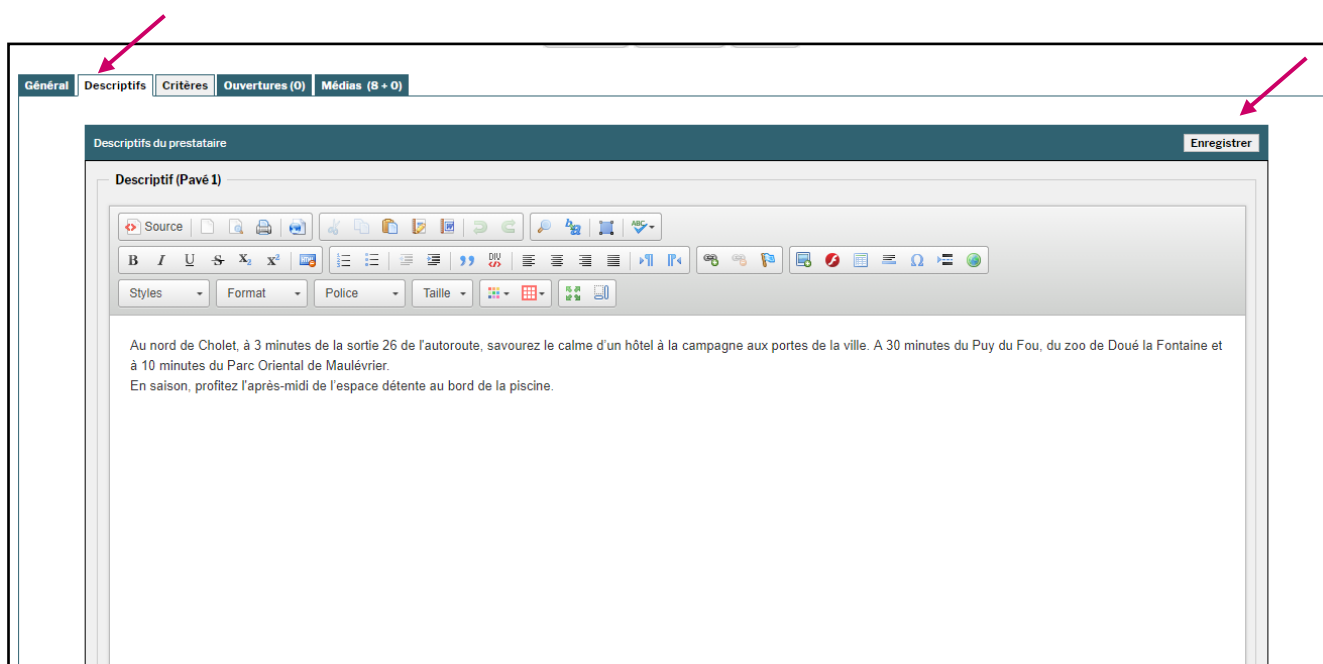 Général Descriptifs Critères Ouvertures (0) Médias (8 + 0)
Descriptifs du prestataire Enregistrer
Descriptif (Pavé 1)
Source ABC
B I U S X₂ X² DIV Ω
Styles Format Police Taille
Au nord de Cholet, à 3 minutes de la sortie 26 de l'autoroute, savourez le calme d'un hôtel à la campagne aux portes de la ville. A 30 minutes du Puy du Fou, du zoo de Doué la Fontaine et
à 10 minutes du Parc Oriental de Maulévrier.
En saison, profitez l'après-midi de l'espace détente au bord de la piscine.